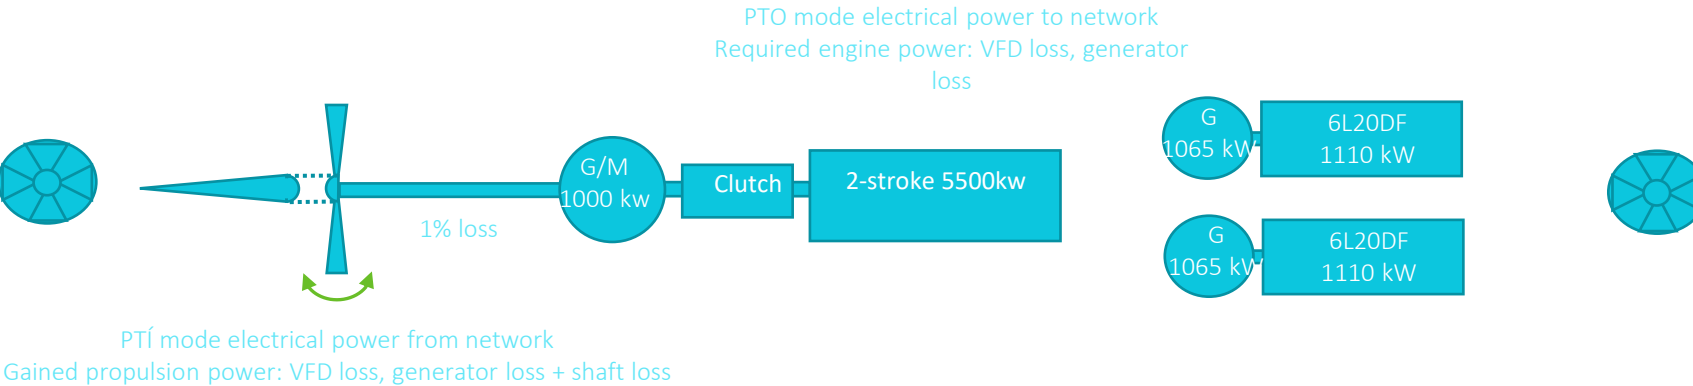 PTO mode electrical power to network
Required engine power: VFD loss, generator
loss
G
1065 kW
6L20DF
1110 kW
G/M
1000 kw
Clutch
2-stroke 5500kw
1% loss
G
1065 kW
6L20DF
1110 kW
PTÍ mode electrical power from network
Gained propulsion power: VFD loss, generator loss + shaft loss